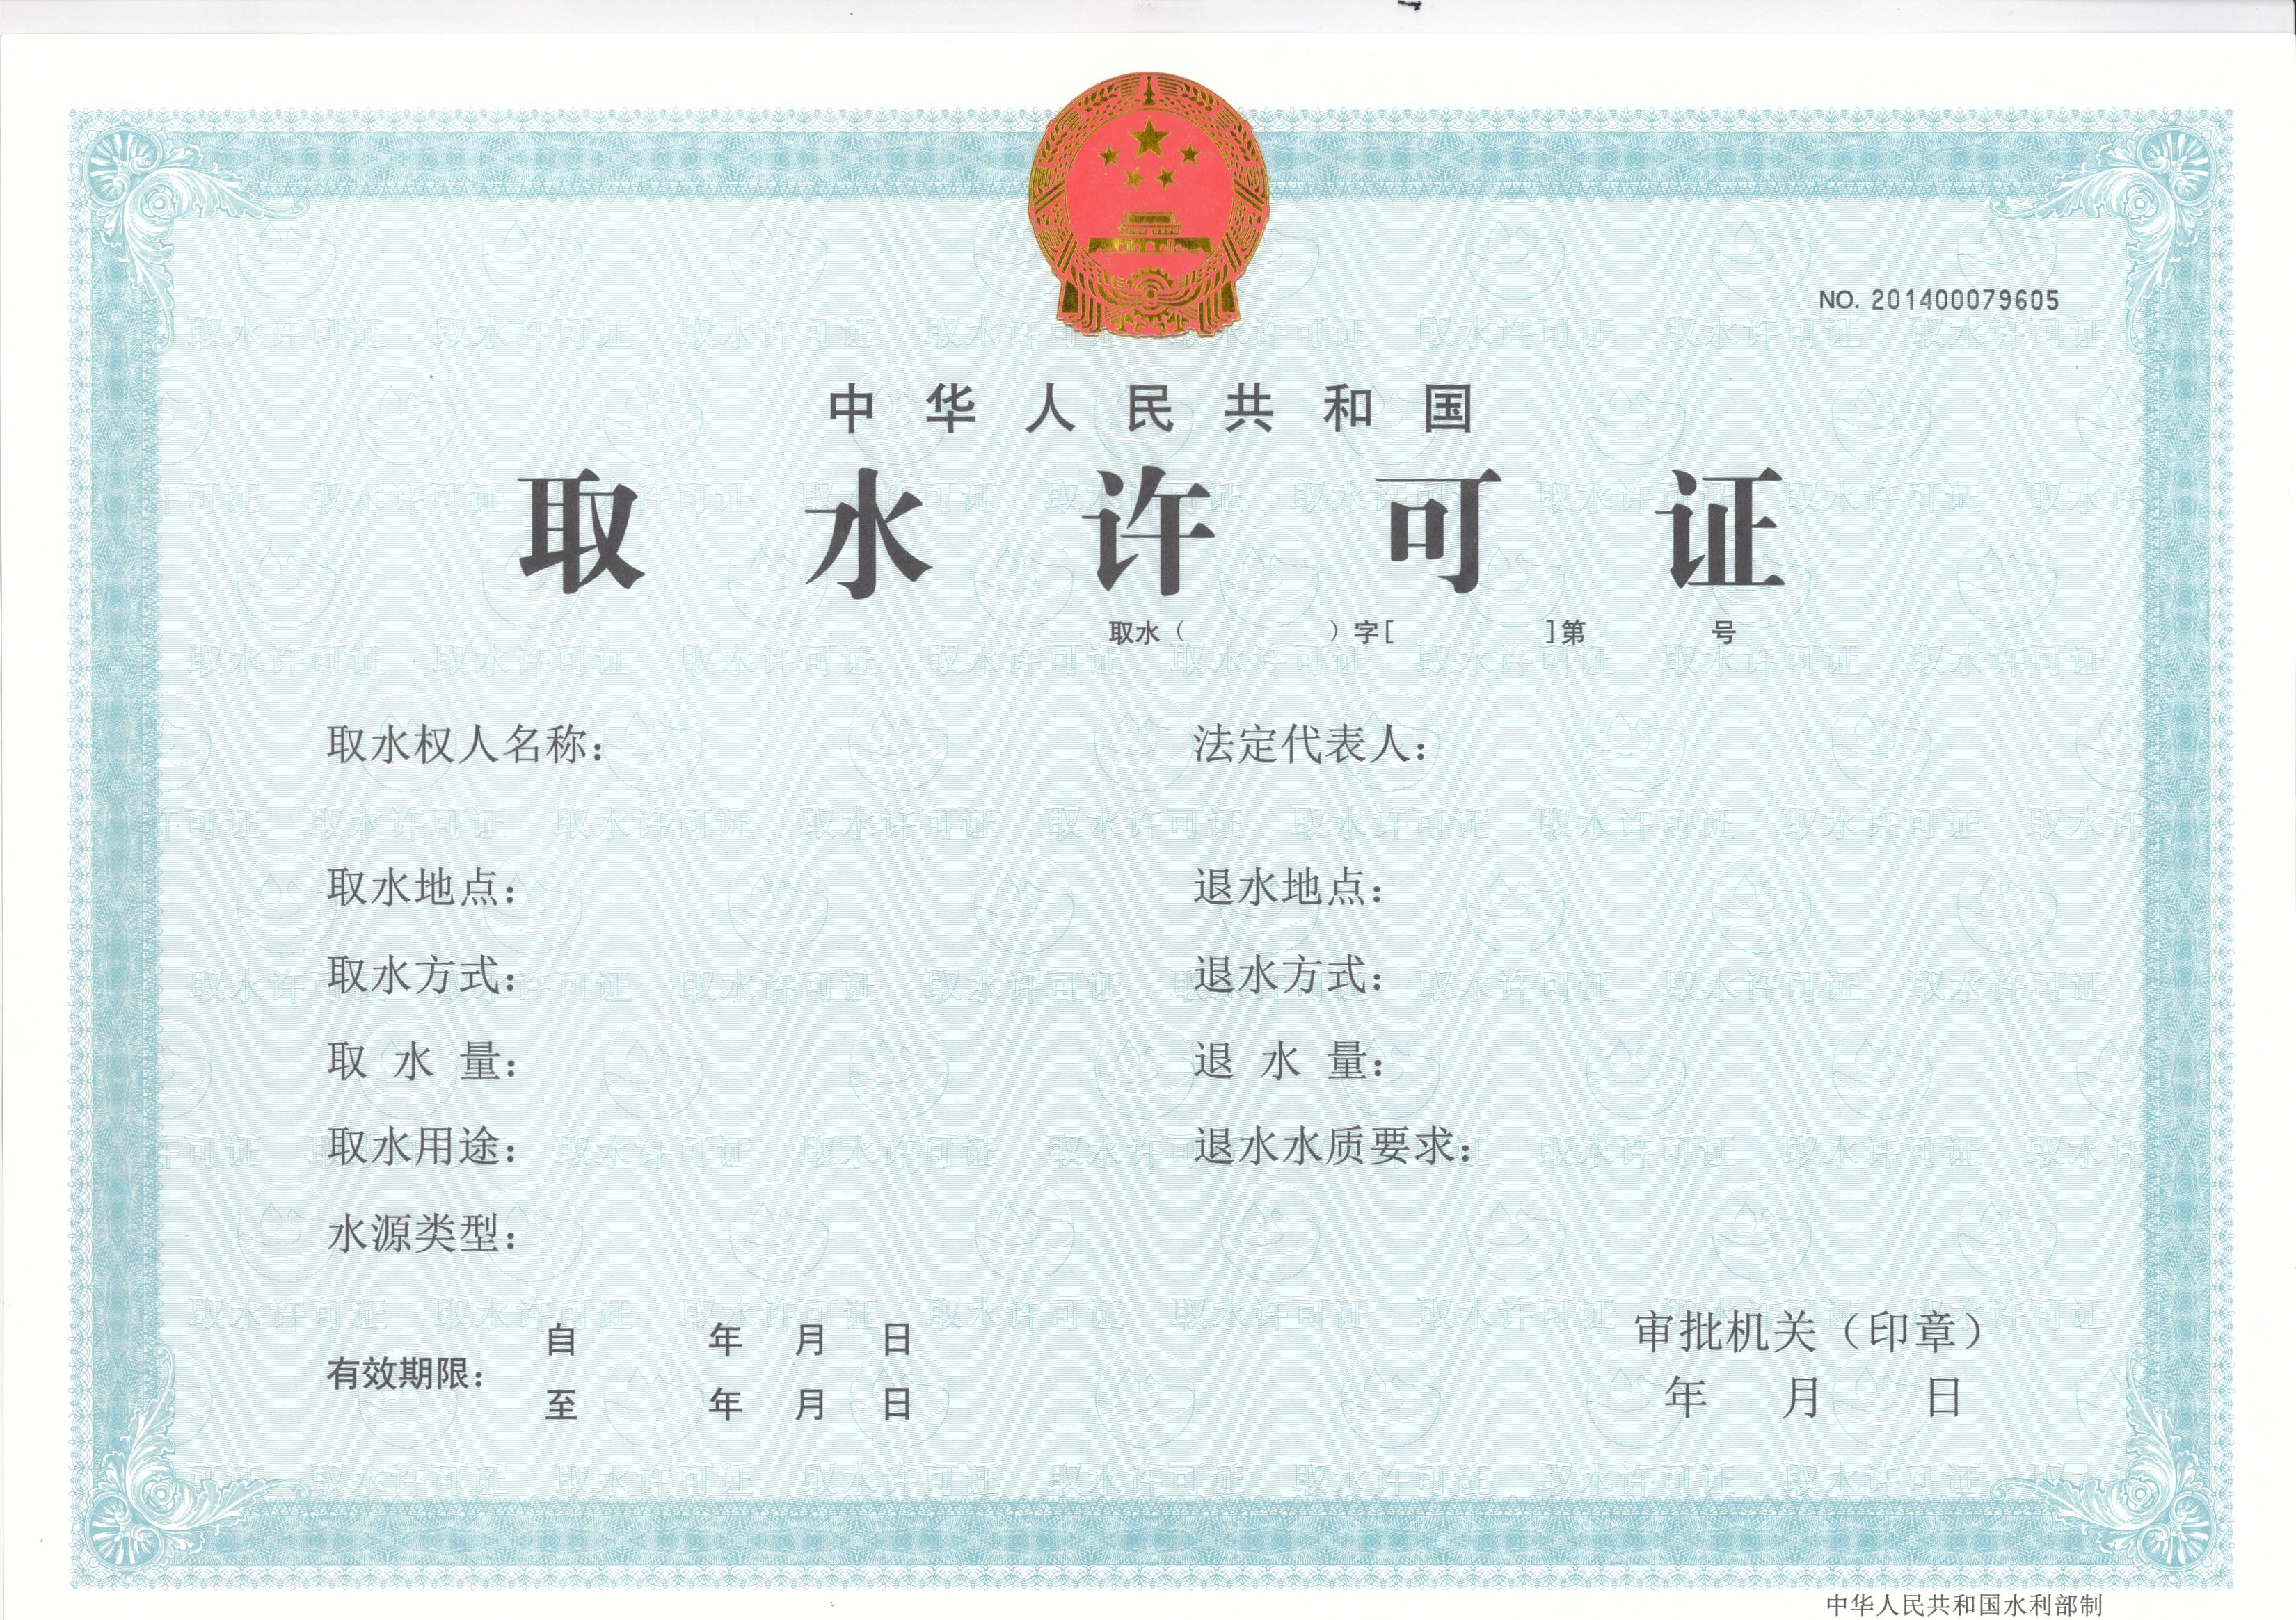 NO. 201400079605
中华人民共和国
取水许可证
取水（ ）字[ ]第 号
取水权人名称： 法定代表人：
取水地点： 退水地点：
取水方式： 退水方式：
取 水 量： 退 水 量：
取水用途： 退水水质要求：
水源类型：
有效期限： 自 年 月 日
至 年 月 日
审批机关（印章）
年 月 日
中华人民共和国水利部制